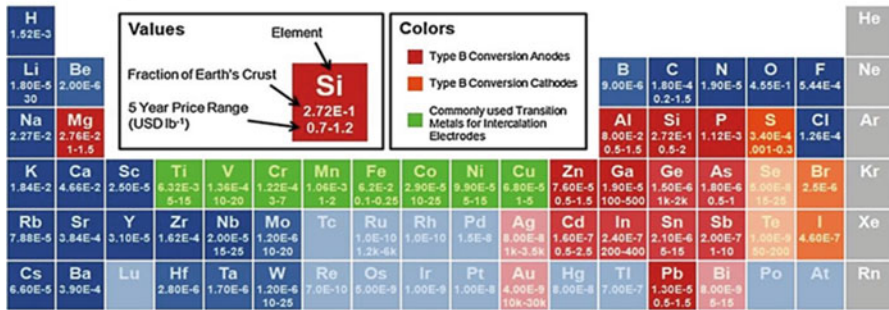 H
1.52E-3
He
Values
Element
Fraction of Earth's Crust
5 Year Price Range
(USD lb⁻¹)
Si
2.72E-1
0.7-1.2
Colors
Type B Conversion Anodes
Type B Conversion Cathodes
Commonly used Transition
Metals for Intercalation
Electrodes
Li Be B C N O F Ne
1.80E-5 2.00E-6 9.00E-6 1.80E-4 1.90E-5 4.55E-1 5.44E-4
30 0.2-1.5
Na Mg Al Si P S Cl Ar
2.27E-2 2.76E-2 8.00E-2 2.72E-1 1.12E-3 3.40E-4 1.26E-4
1-1.5 0.5-1.5 0.5-2 .001-0.3
K Ca Sc Ti V Cr Mn Fe Co Ni Cu Zn Ga Ge As Se Br Kr
1.84E-2 4.66E-2 2.50E-5 6.32E-3 1.36E-4 1.22E-4 1.06E-3 6.2E-2 2.90E-5 9.90E-5 6.80E-5 7.60E-5 1.90E-5 1.50E-6 1.80E-6 5.00E-8 2.5E-6
5-15 10-20 3-7 1-2 0.1-0.25 10-25 5-15 1-5 0.5-1.5 100-500 1k-2k 0.5-1 15-25
Rb Sr Y Zr Nb Mo Tc Ru Rh Pd Ag Cd In Sn Sb Te I Xe
7.88E-5 3.84E-4 3.10E-5 1.62E-4 2.00E-5 1.20E-6 1.0E-10 1.0E-10 1.5E-8 8.00E-8 1.60E-7 2.40E-7 2.10E-6 2.00E-7 1.00E-9 4.60E-7
15-25 10-20 1.2k-6k 1k-3.5k 0.5-2.5 200-400 5-15 1-10 50-200
Cs Ba Lu Hf Ta W Re Os Ir Pt Au Hg Tl Pb Bi Po At Rn
6.60E-5 3.90E-4 2.80E-6 1.70E-6 1.20E-6 7.0E-10 5.00E-9 1.00E-9 1.00E-8 4.00E-9 8.00E-8 7.00E-7 1.30E-5 8.00E-9
10-25 10k-30k 0.5-1.5 5-15